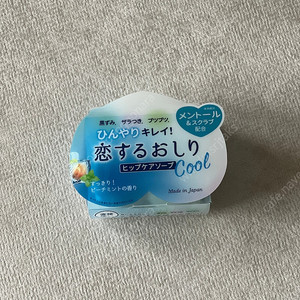 黒ずみ、ザラつき、ブツブツ、
ひんやりキレイ!
恋するおしり
ヒップケアソープ
Cool
メントール
&スクラブ
配合
すっきり!
ピーチミントの香り
Made in Japan